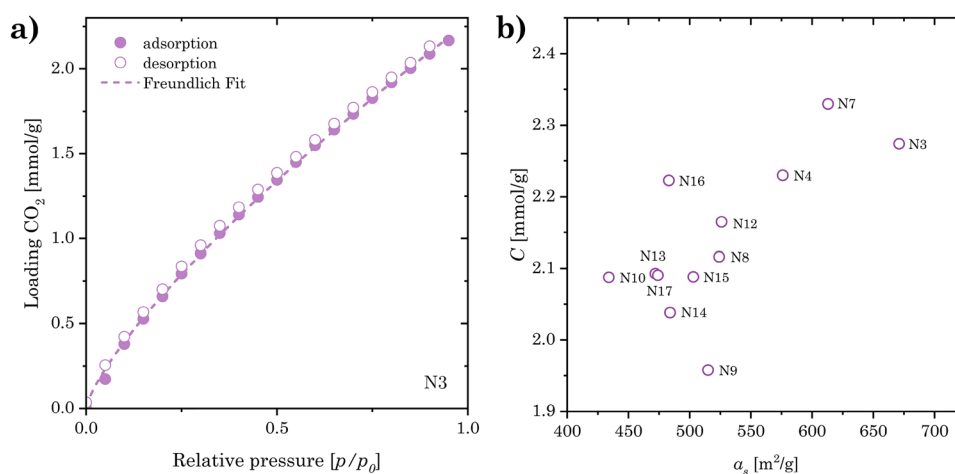 a)
adsorption
desorption
Freundlich Fit
Loading CO₂ [mmol/g]
2.0
1.5
1.0
0.5
0.0
0.0
0.5
1.0
N3
Relative pressure [p/p₀]
b)
C [mmol/g]
2.4
2.3
2.2
2.1
2.0
1.9
N7
N3
N4
N16
N12
N8
N13
N10
N17
N15
N14
N9
400
450
500
550
600
650
700
aₛ [m²/g]